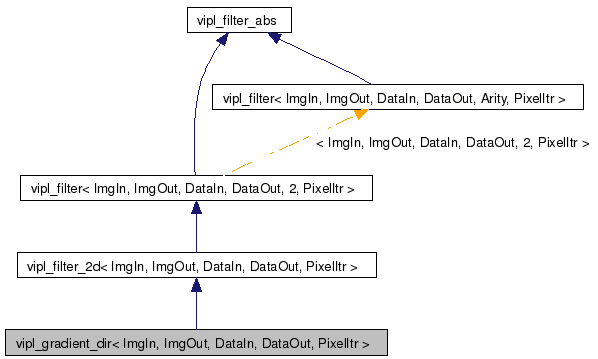 vipl_filter_abs
vipl_filter< ImgIn, ImgOut, DataIn, DataOut, Arity, PixelItr >
< ImgIn, ImgOut, DataIn, DataOut, 2, PixelItr >
vipl_filter< ImgIn, ImgOut, DataIn, DataOut, 2, PixelItr >
vipl_filter_2d< ImgIn, ImgOut, DataIn, DataOut, PixelItr >
vipl_gradient_dir< ImgIn, ImgOut, DataIn, DataOut, PixelItr >